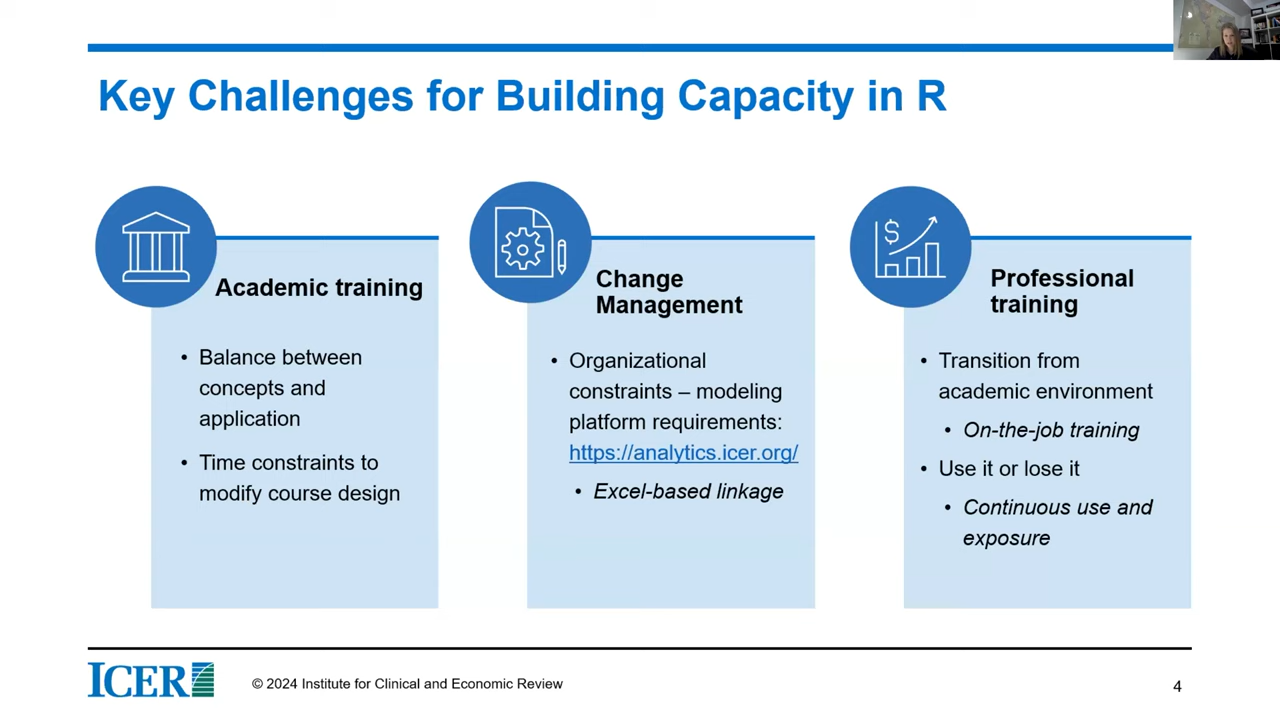 Key Challenges for Building Capacity in R
Academic training
• Balance between
concepts and
application
• Time constraints to
modify course design
Change
Management
• Organizational
constraints – modeling
platform requirements:
https://analytics.icer.org/
• Excel-based linkage
$
Professional
training
• Transition from
academic environment
• On-the-job training
• Use it or lose it
• Continuous use and
exposure
ICER
© 2024 Institute for Clinical and Economic Review
4